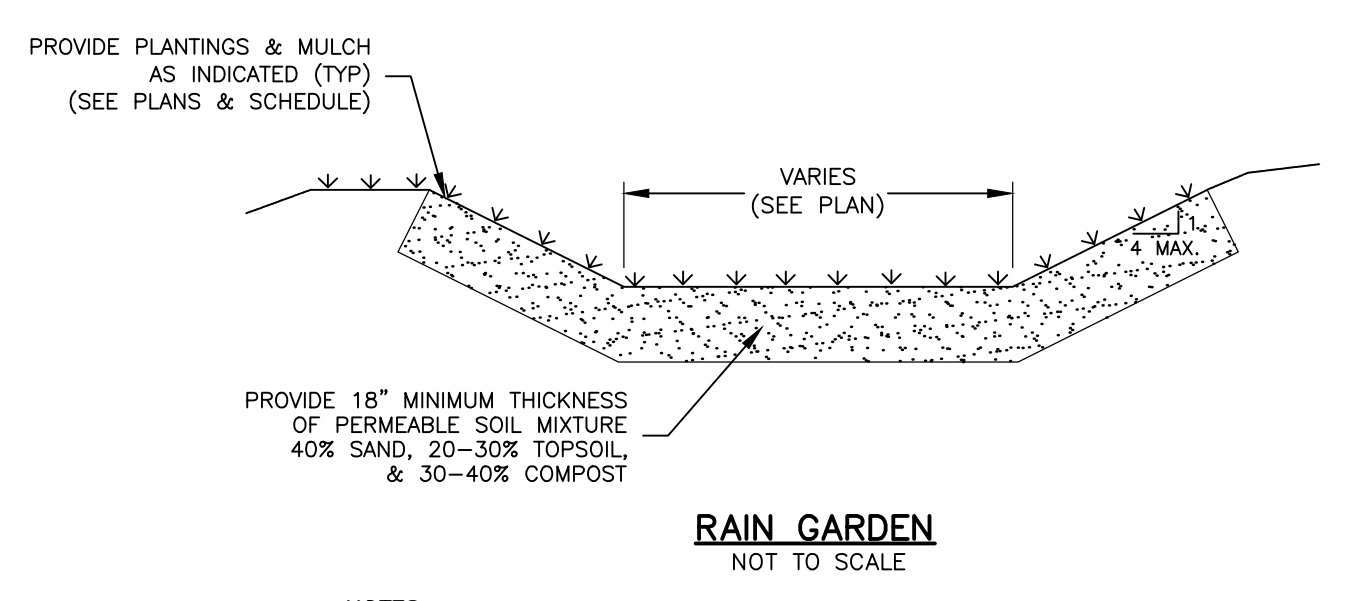 PROVIDE PLANTINGS & MULCH
AS INDICATED (TYP)
(SEE PLANS & SCHEDULE)
VARIES
(SEE PLAN)
1
4 MAX.
PROVIDE 18" MINIMUM THICKNESS
OF PERMEABLE SOIL MIXTURE
40% SAND, 20-30% TOPSOIL,
& 30-40% COMPOST
RAIN GARDEN
NOT TO SCALE